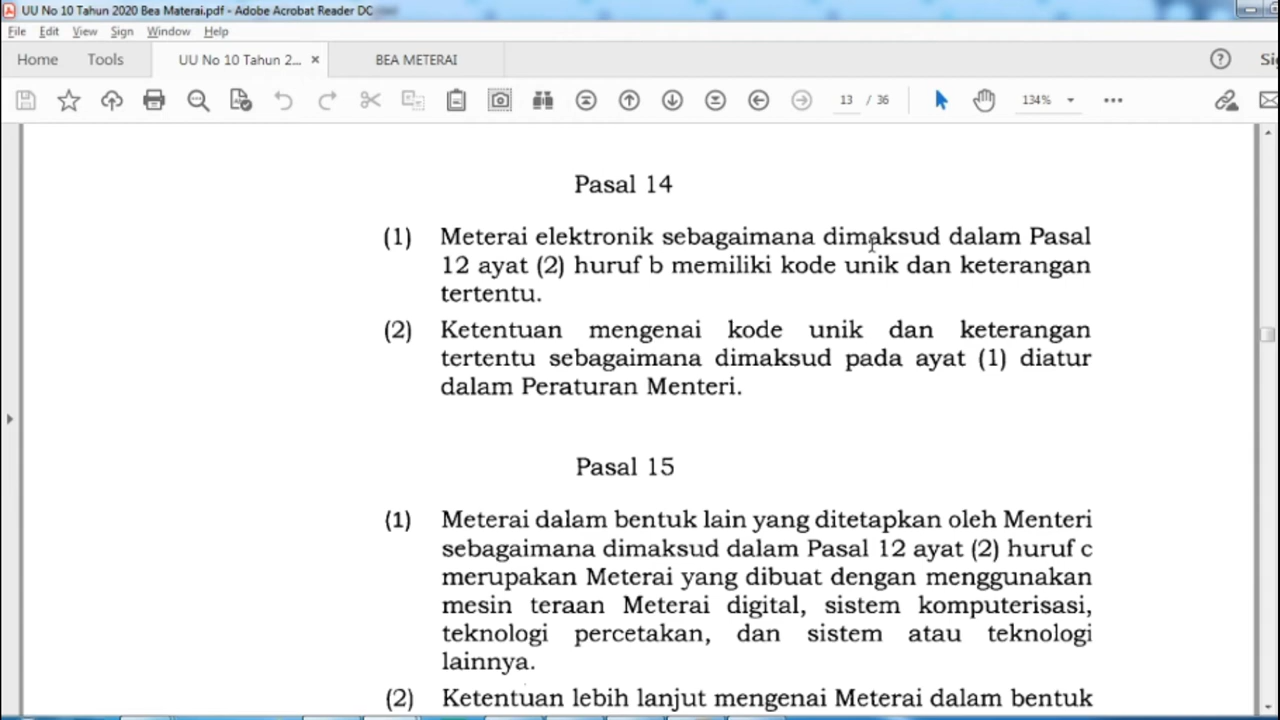 UU No 10 Tahun 2020 Bea Materai.pdf - Adobe Acrobat Reader DC
File Edit View Sign Window Help
Home Tools UU No 10 Tahun 2... × BEA METERAI
13 / 36 134%
Pasal 14
(1) Meterai elektronik sebagaimana dimaksud dalam Pasal
12 ayat (2) huruf b memiliki kode unik dan keterangan
tertentu.
(2) Ketentuan mengenai kode unik dan keterangan
tertentu sebagaimana dimaksud pada ayat (1) diatur
dalam Peraturan Menteri.
Pasal 15
(1) Meterai dalam bentuk lain yang ditetapkan oleh Menteri
sebagaimana dimaksud dalam Pasal 12 ayat (2) huruf c
merupakan Meterai yang dibuat dengan menggunakan
mesin teraan Meterai digital, sistem komputerisasi,
teknologi percetakan, dan sistem atau teknologi
lainnya.
(2) Ketentuan lebih lanjut mengenai Meterai dalam bentuk